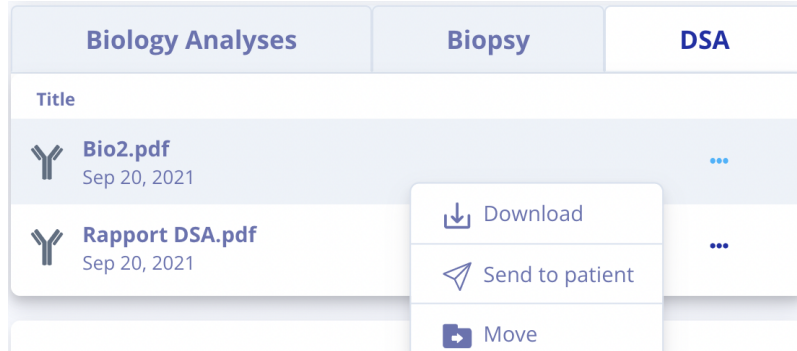 Biology Analyses Biopsy DSA
Title
Bio2.pdf
Sep 20, 2021
Download
Rapport DSA.pdf
Sep 20, 2021
Send to patient
Move